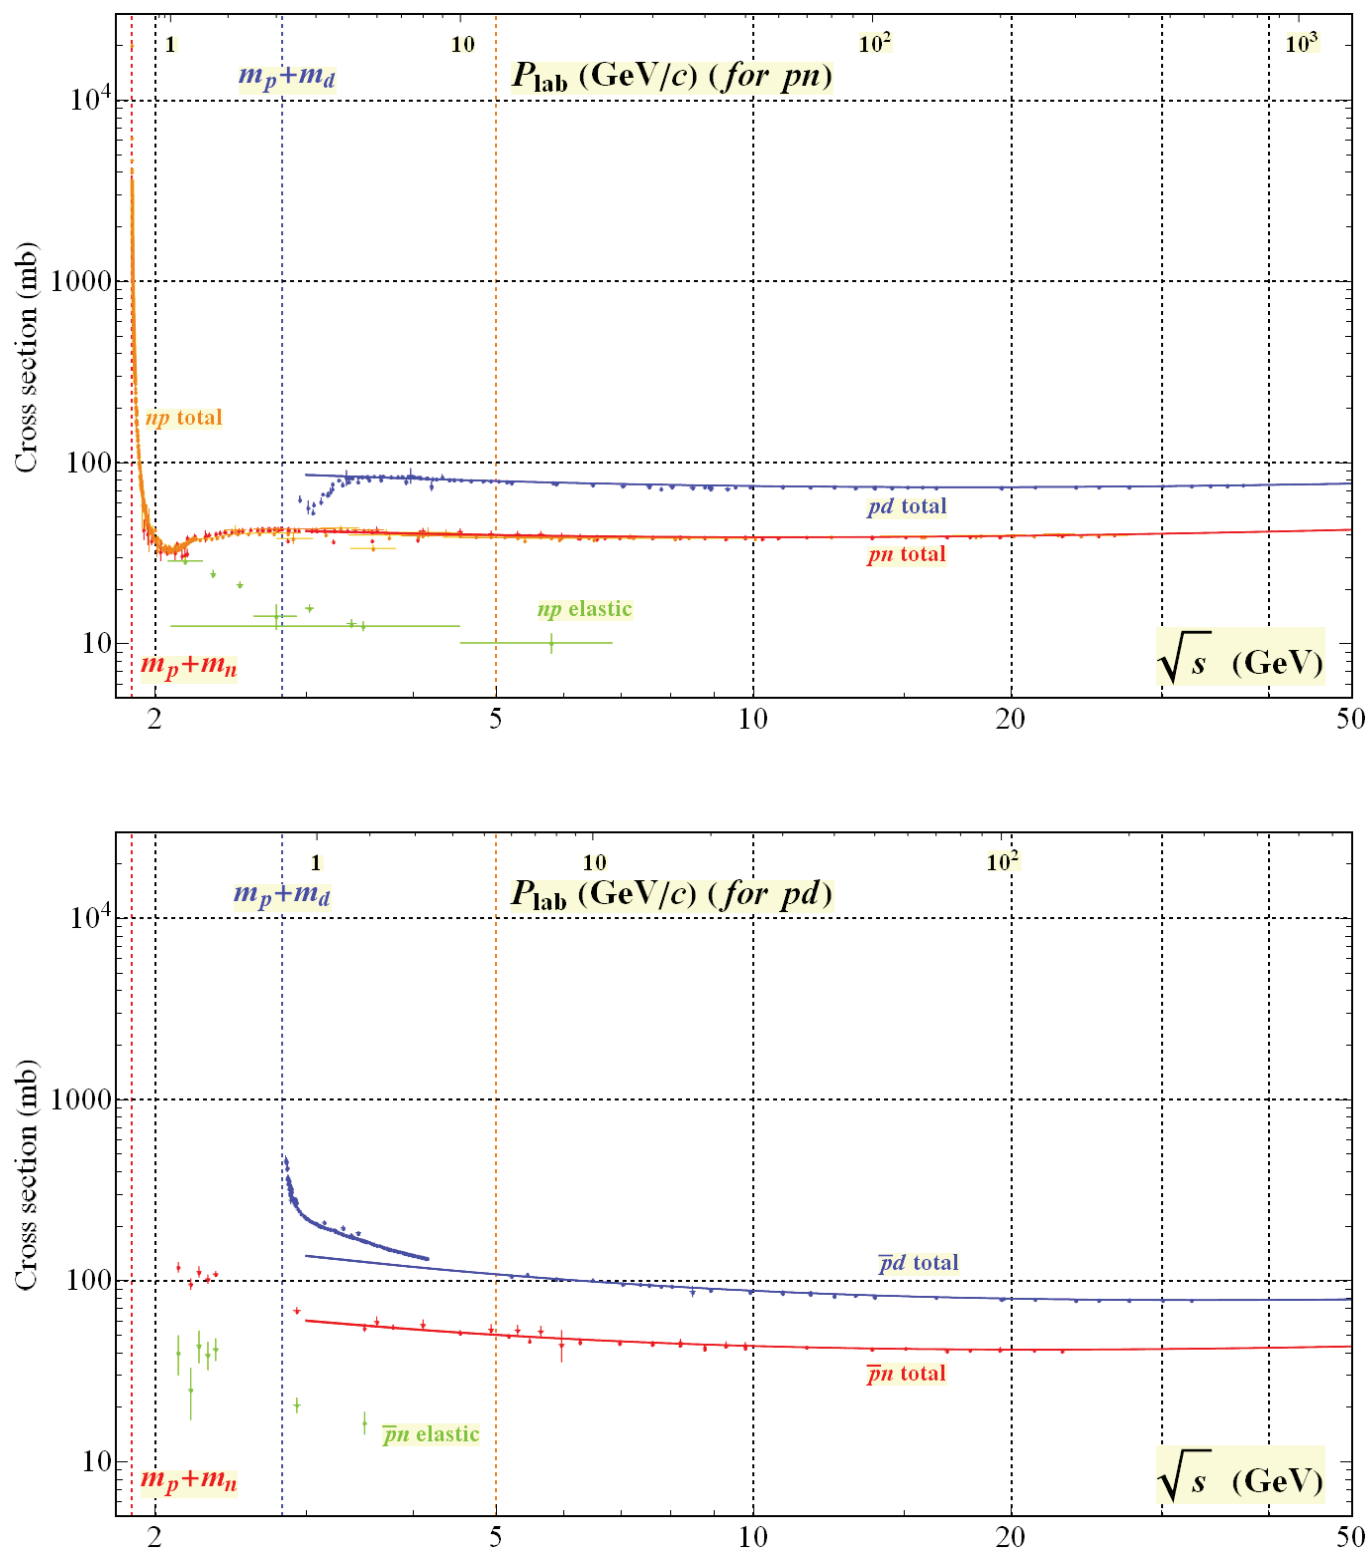 1 10 10² 10³
m_p+m_d P_lab (GeV/c) (for pn)
10⁴
1000
Cross section (mb)
np total
100
pd total
pn total
np elastic
10
m_p+m_n √s (GeV)
2 5 10 20 50
1 10 10²
m_p+m_d P_lab (GeV/c) (for pd)
10⁴
1000
Cross section (mb)
p̅d total
100
p̅n total
p̅n elastic
10
m_p+m_n √s (GeV)
2 5 10 20 50